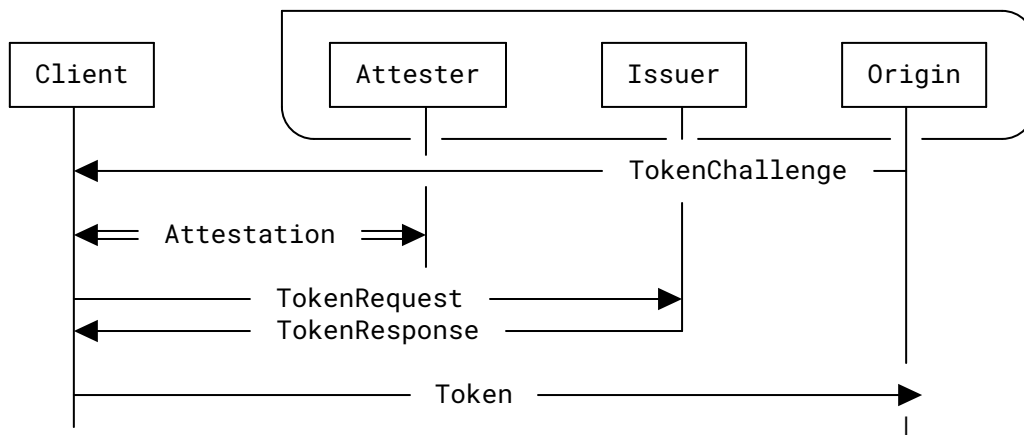 Client
Attester
Issuer
Origin
TokenChallenge
Attestation
TokenRequest
TokenResponse
Token